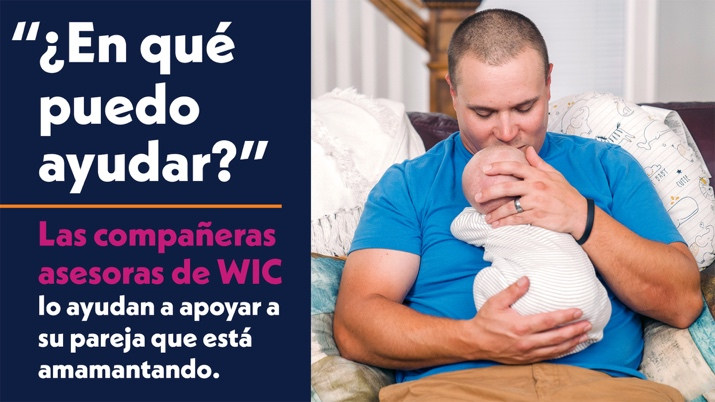 “¿En qué
puedo
ayudar?”
Las compañeras
asesoras de WIC
lo ayudan a apoyar a
su pareja que está
amamantando.